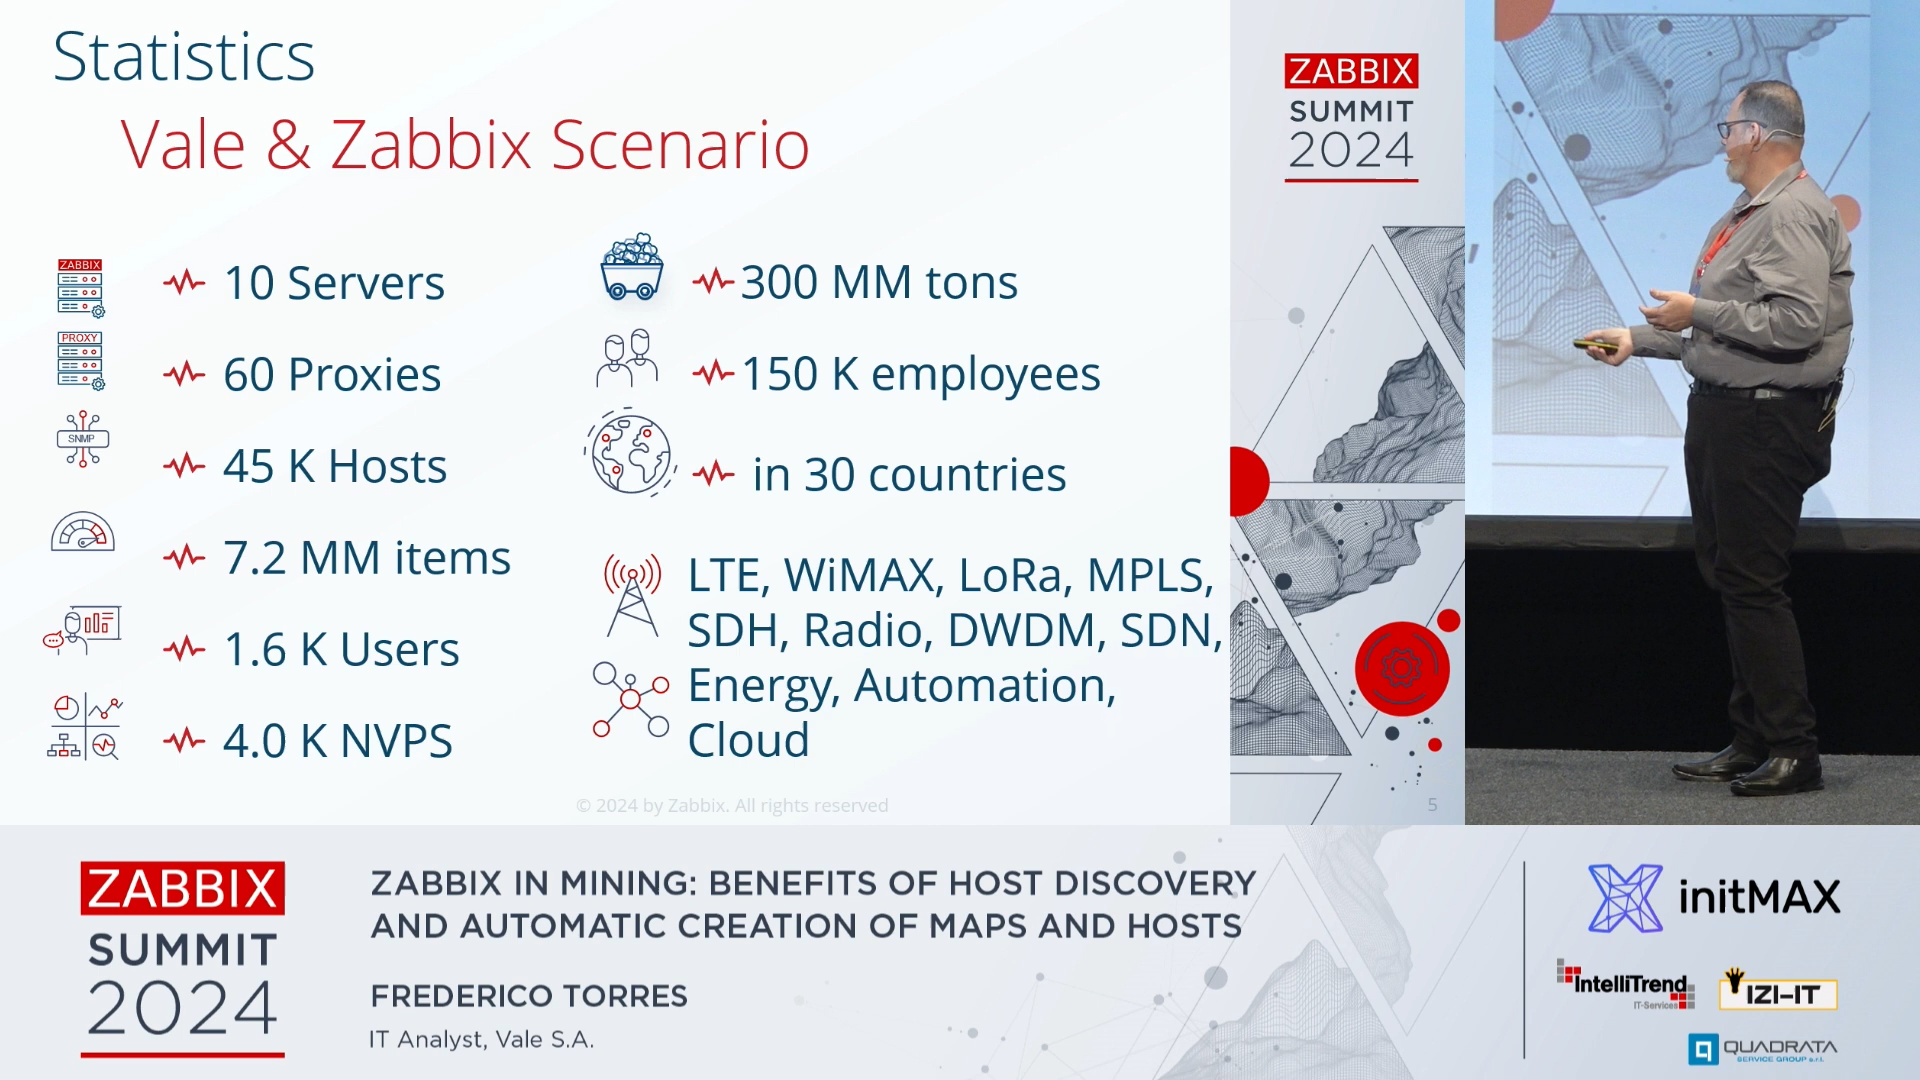 Statistics
Vale & Zabbix Scenario
ZABBIX
10 Servers
PROXY
60 Proxies
SNMP
45 K Hosts
7.2 MM items
1.6 K Users
4.0 K NVPS
300 MM tons
150 K employees
in 30 countries
LTE, WiMAX, LoRa, MPLS,
SDH, Radio, DWDM, SDN,
Energy, Automation,
Cloud
© 2024 by Zabbix. All rights reserved
5
ZABBIX
SUMMIT
2024
ZABBIX
SUMMIT
2024
ZABBIX IN MINING: BENEFITS OF HOST DISCOVERY
AND AUTOMATIC CREATION OF MAPS AND HOSTS
FREDERICO TORRES
IT Analyst, Vale S.A.
initMAX
IntelliTrend
IT-Services
IZI-IT
QUADRATA
SERVICE GROUP s.r.l.